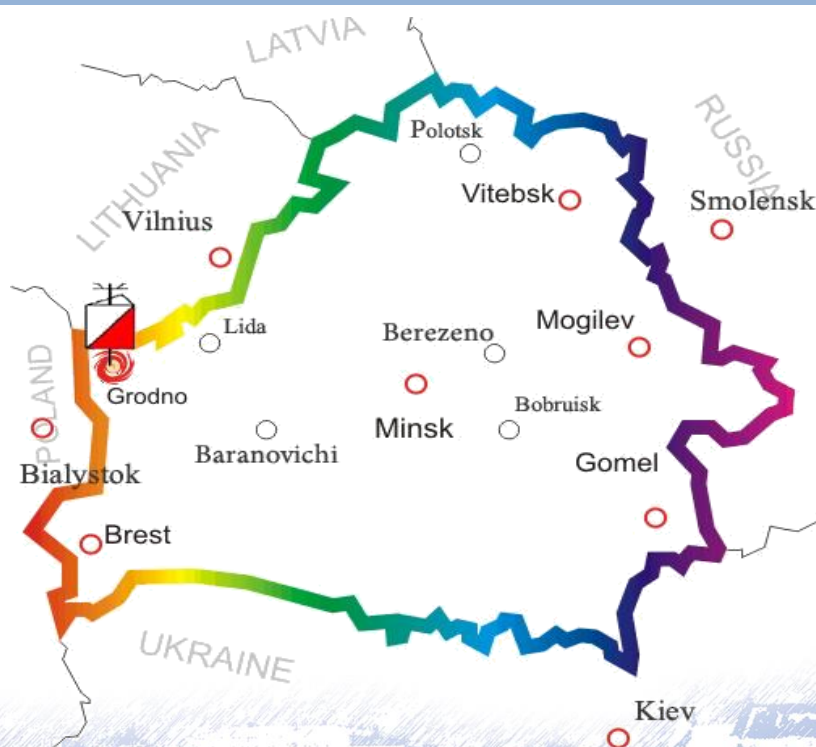 LATVIA
RUSSIA
LITHUANIA
Polotsk
Vitebsk
Smolensk
Vilnius
Lida
Mogilev
Berezeno
POLAND
Grodno
Minsk
Bobruisk
Baranovichi
Gomel
Bialystok
Brest
UKRAINE
Kiev